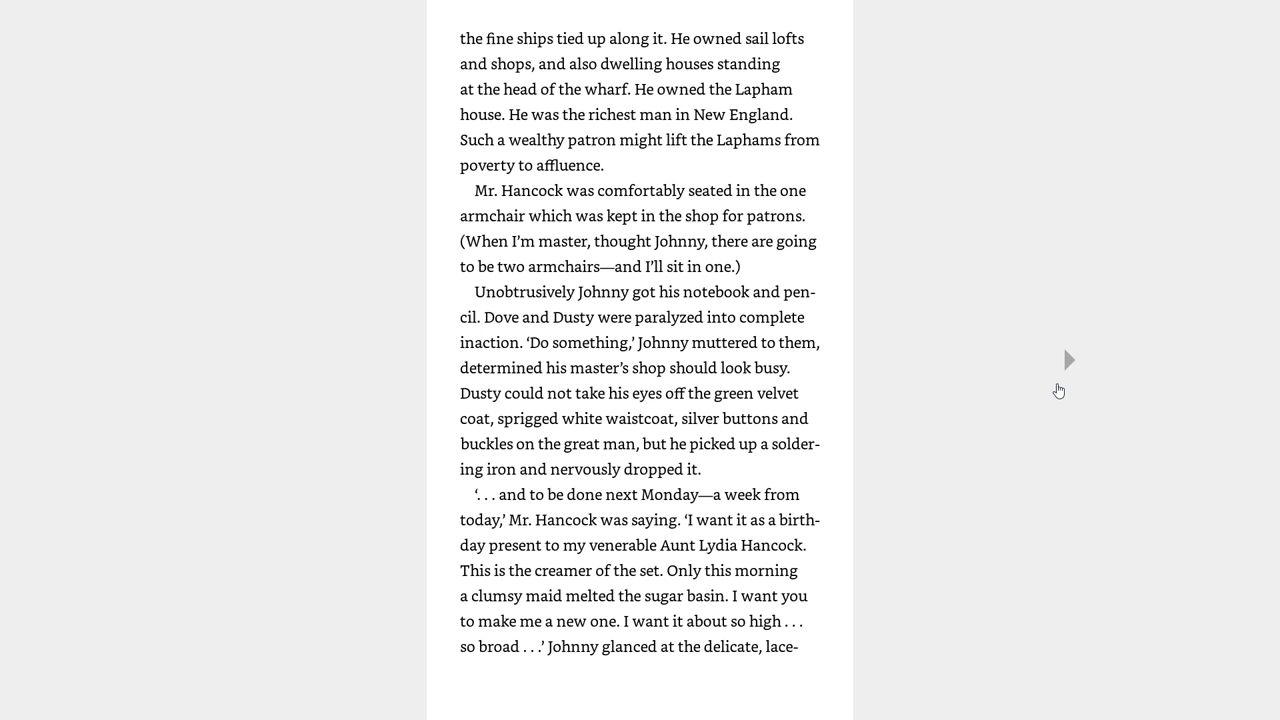 the fine ships tied up along it. He owned sail lofts
and shops, and also dwelling houses standing
at the head of the wharf. He owned the Lapham
house. He was the richest man in New England.
Such a wealthy patron might lift the Laphams from
poverty to affluence.
Mr. Hancock was comfortably seated in the one
armchair which was kept in the shop for patrons.
(When I’m master, thought Johnny, there are going
to be two armchairs—and I’ll sit in one.)
Unobtrusively Johnny got his notebook and pen-
cil. Dove and Dusty were paralyzed into complete
inaction. ‘Do something,’ Johnny muttered to them,
determined his master’s shop should look busy.
Dusty could not take his eyes off the green velvet
coat, sprigged white waistcoat, silver buttons and
buckles on the great man, but he picked up a solder-
ing iron and nervously dropped it.
‘. . . and to be done next Monday—a week from
today,’ Mr. Hancock was saying. ‘I want it as a birth-
day present to my venerable Aunt Lydia Hancock.
This is the creamer of the set. Only this morning
a clumsy maid melted the sugar basin. I want you
to make me a new one. I want it about so high . . .
so broad . . .’ Johnny glanced at the delicate, lace-